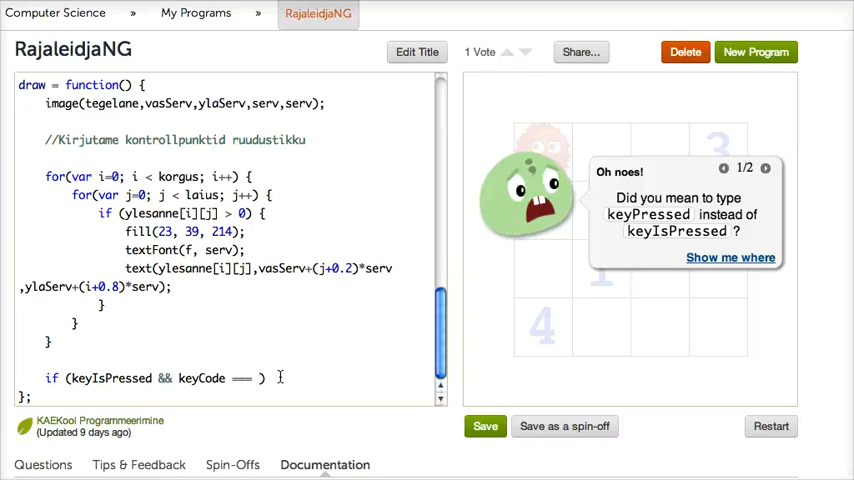 Computer Science » My Programs » RajaleidjaNG
RajaleidjaNG
Edit Title
1 Vote
Share...
Delete
New Program
draw = function() {
image(tegelane,vasServ,ylaServ,serv,serv);
//Kirjutame kontrollpunktid ruudustikku
for(var i=0; i < korgus; i++) {
for(var j=0; j < laius; j++) {
if (ylesanne[i][j] > 0) {
fill(23, 39, 214);
textFont(f, serv);
text(ylesanne[i][j],vasServ+(j+0.2)*serv
,ylaServ+(i+0.8)*serv);
}
}
}
if (keyIsPressed && keyCode === )
};
3
Oh noes!
1/2
Did you mean to type
keyPressed instead of
keyIsPressed ?
Show me where
1
4
KAEKool Programmeerimine
(Updated 9 days ago)
Save
Save as a spin-off
Restart
Questions
Tips & Feedback
Spin-Offs
Documentation